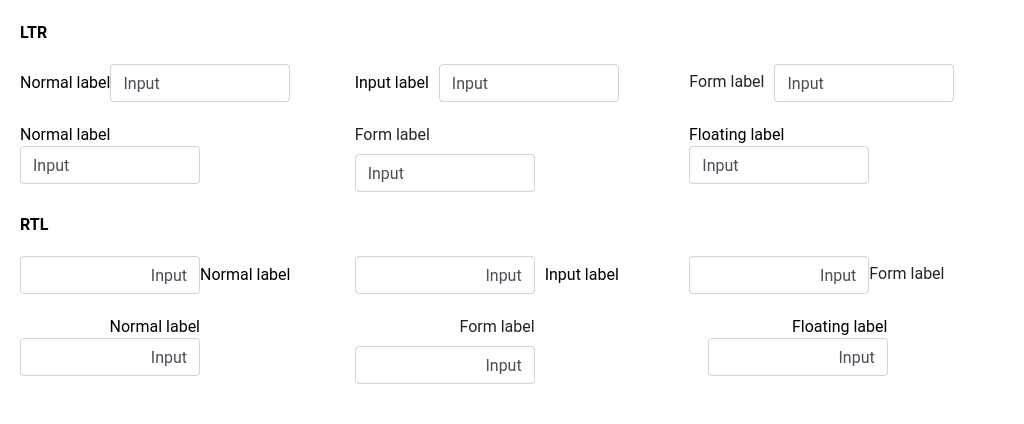 LTR
Normal label Input Input label Input Form label Input
Normal label Form label Floating label
Input Input Input
RTL
Input Normal label Input Input label Input Form label
Normal label Form label Floating label
Input Input Input